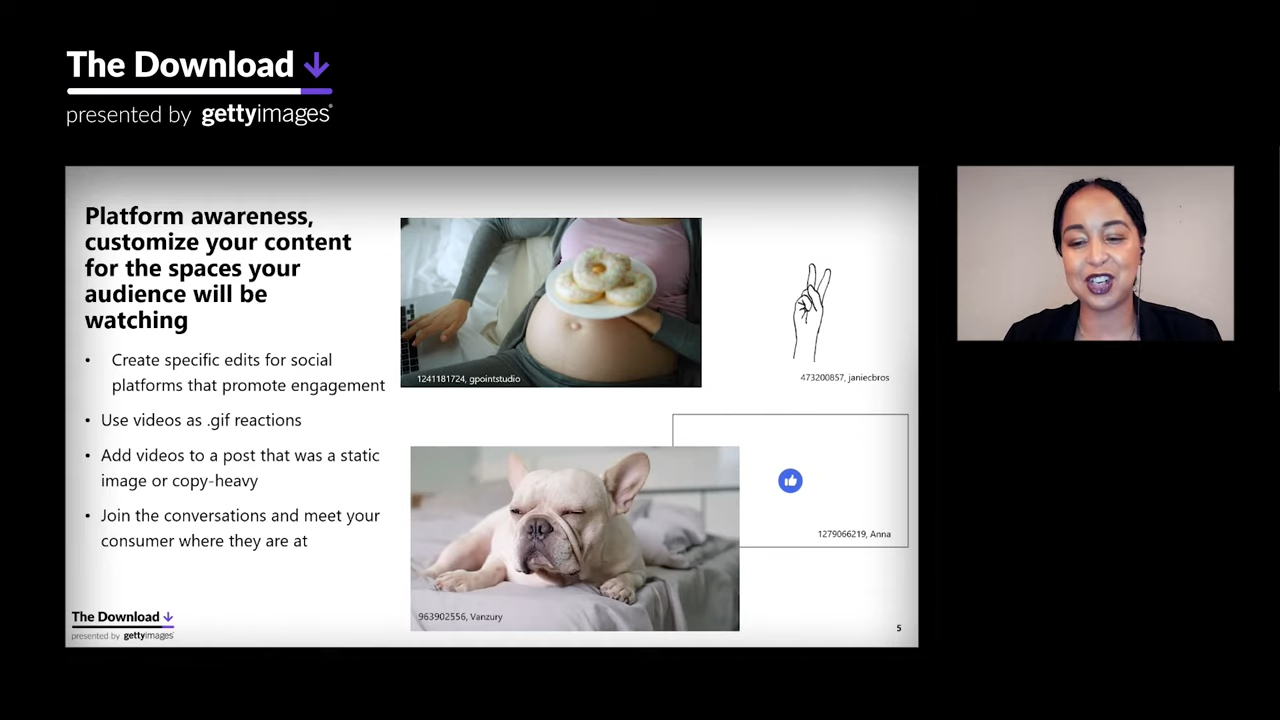 The Download
presented by gettyimages®
Platform awareness,
customize your content
for the spaces your
audience will be
watching
• Create specific edits for social
platforms that promote engagement
• Use videos as .gif reactions
• Add videos to a post that was a static
image or copy-heavy
• Join the conversations and meet your
consumer where they are at
1241181724, gpointstudio
473200857, janiecbros
1279066219, Anna
963902556, Vanzury
The Download
presented by gettyimages
5